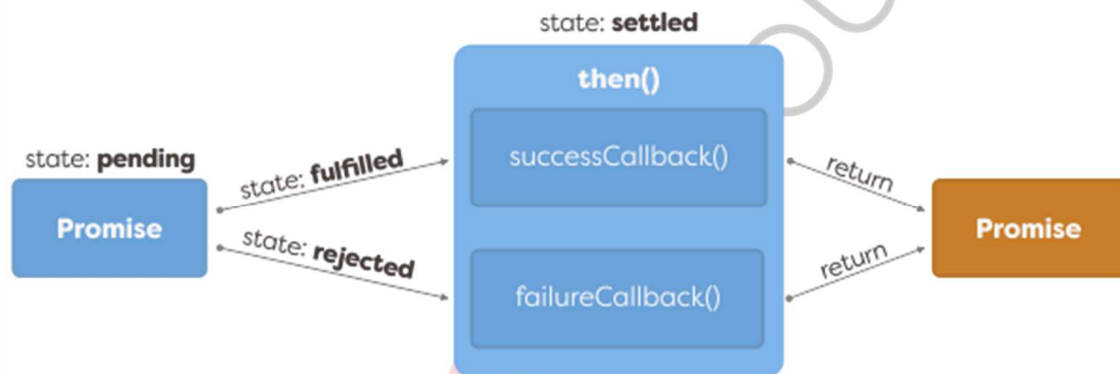 state: settled
then()
successCallback()
state: pending
state: fulfilled
return
Promise
Promise
state: rejected
return
failureCallback()